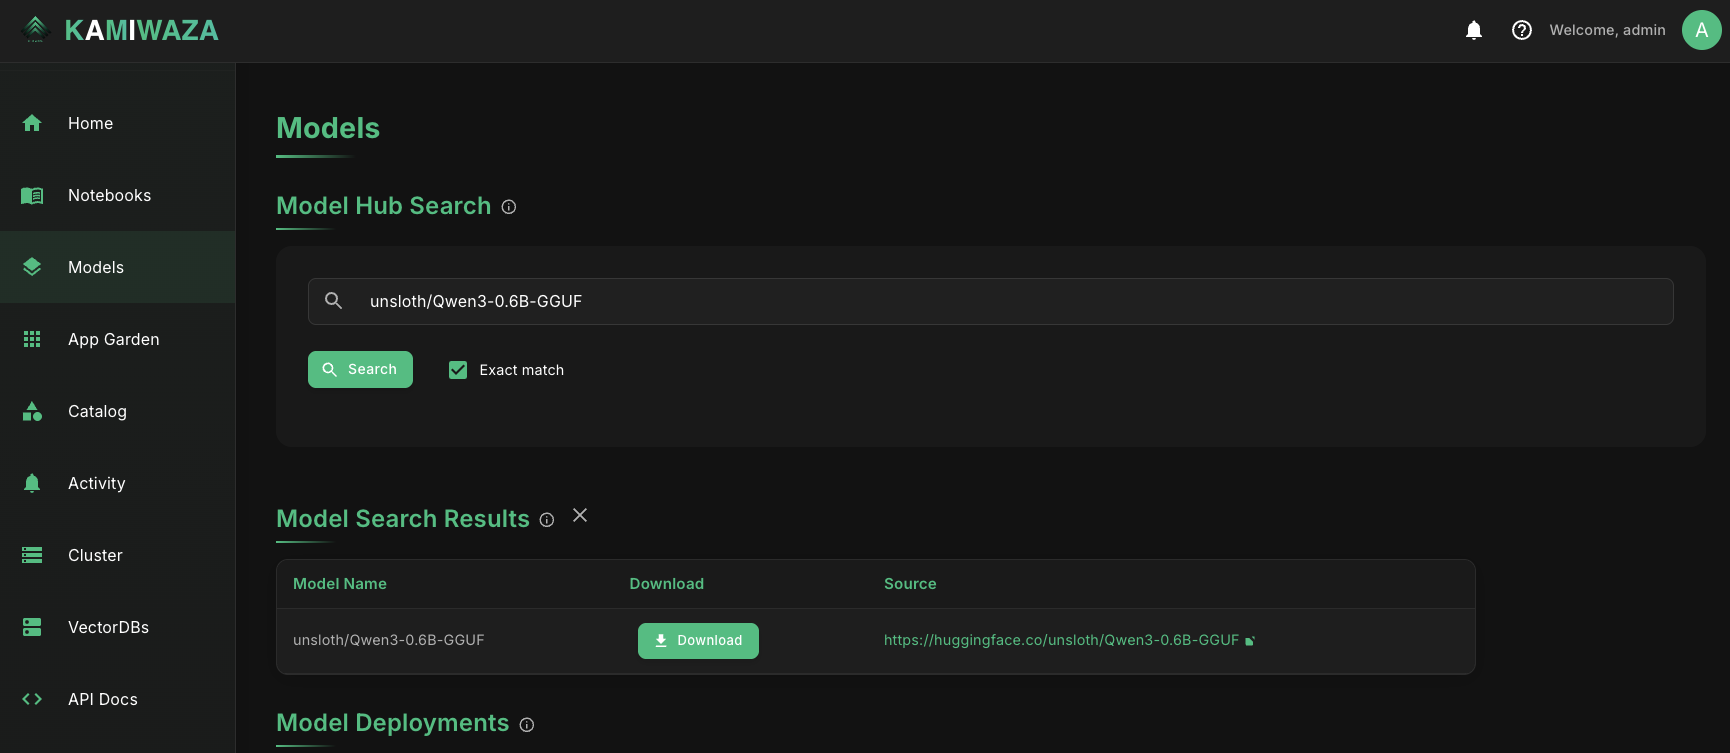 KAMIWAZA
Welcome, admin
A
Home
Notebooks
Models
App Garden
Catalog
Activity
Cluster
VectorDBs
API Docs
Models
Model Hub Search
unsloth/Qwen3-0.6B-GGUF
Search
Exact match
Model Search Results
Model Name Download Source
unsloth/Qwen3-0.6B-GGUF Download https://huggingface.co/unsloth/Qwen3-0.6B-GGUF
Model Deployments